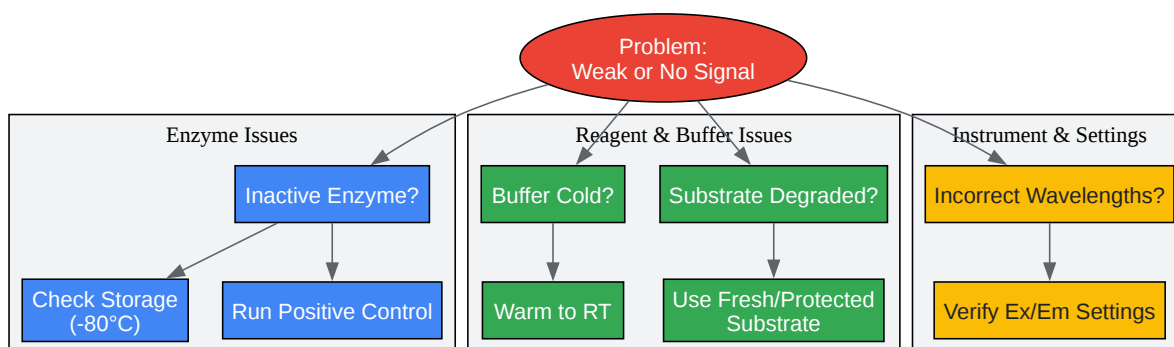 Problem:
Weak or No Signal
Enzyme Issues
Reagent & Buffer Issues
Instrument & Settings
Inactive Enzyme?
Buffer Cold?
Substrate Degraded?
Incorrect Wavelengths?
Check Storage
(-80°C)
Run Positive Control
Warm to RT
Use Fresh/Protected
Substrate
Verify Ex/Em Settings